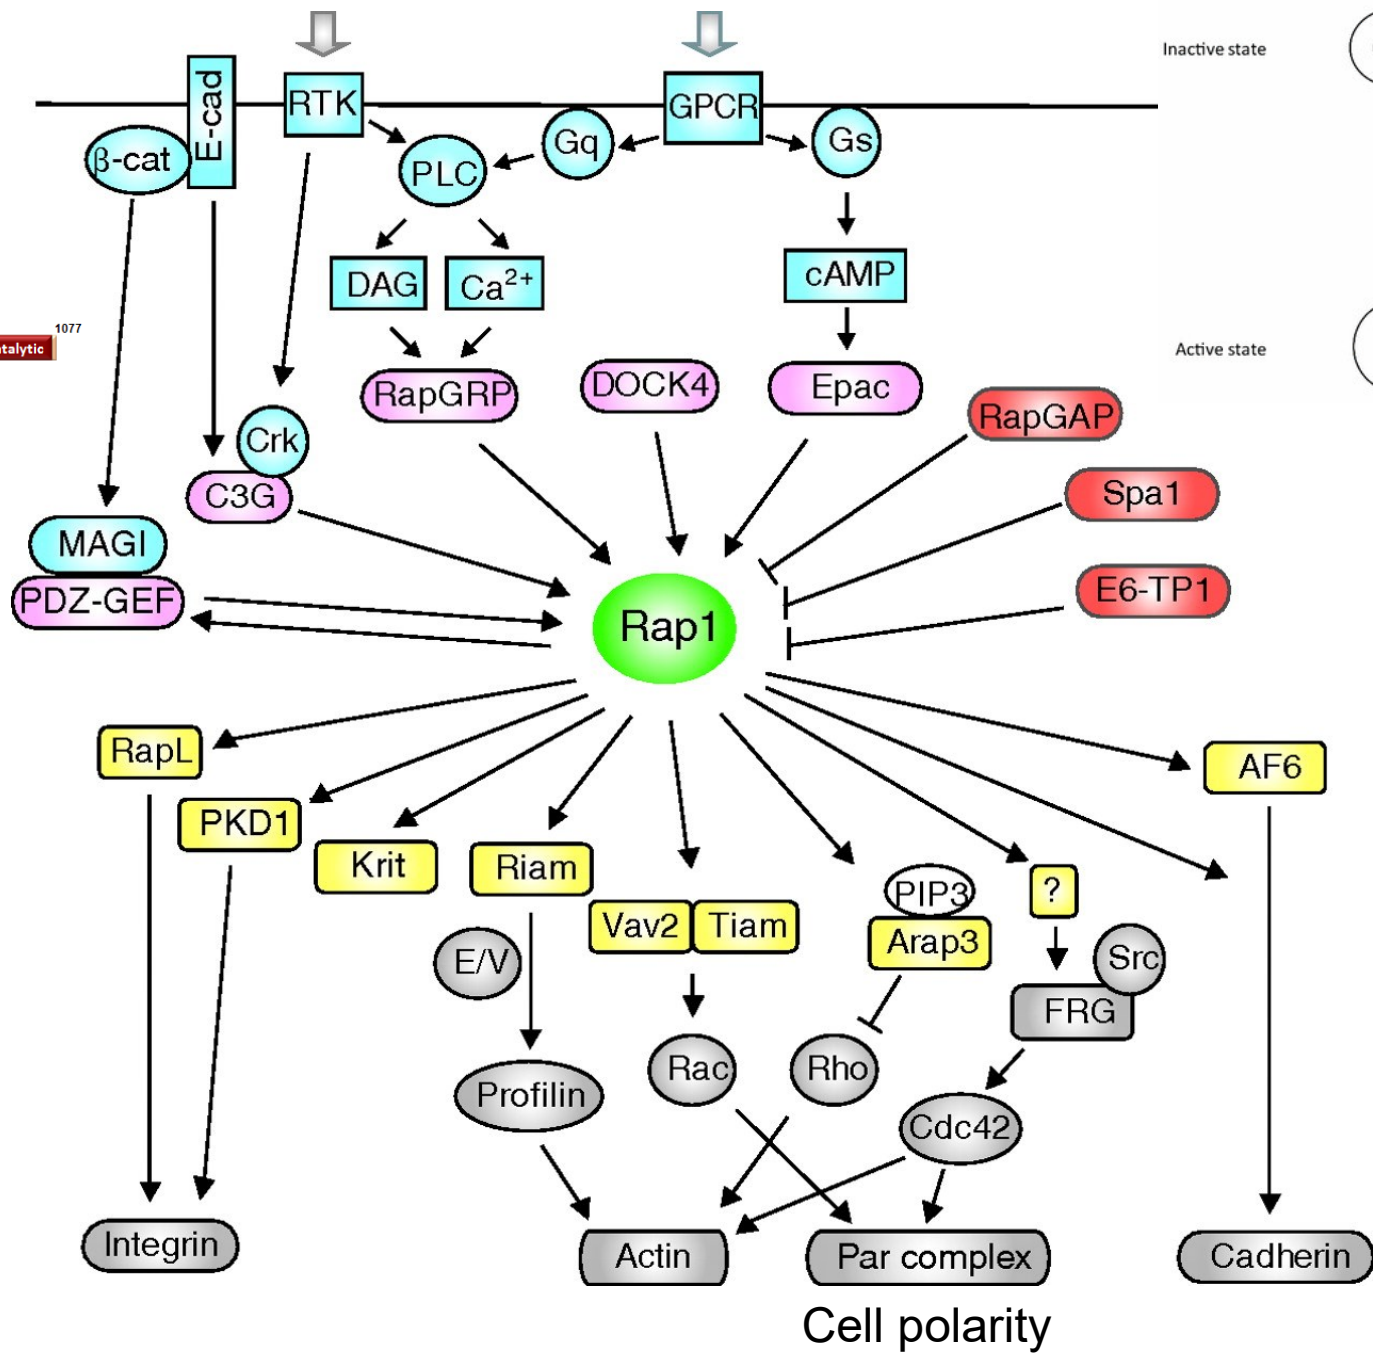 Inactive state
E-cad
RTK
GPCR
β-cat
PLC
Gq
Gs
DAG
Ca²⁺
cAMP
1077
talytic
Active state
RapGRP
DOCK4
Epac
RapGAP
Crk
C3G
Spa1
MAGI
PDZ-GEF
E6-TP1
Rap1
RapL
AF6
PKD1
Krit
Riam
PIP3
?
Vav2
Tiam
Arap3
E/V
Src
FRG
Rac
Rho
Profilin
Cdc42
Integrin
Actin
Par complex
Cadherin
Cell polarity